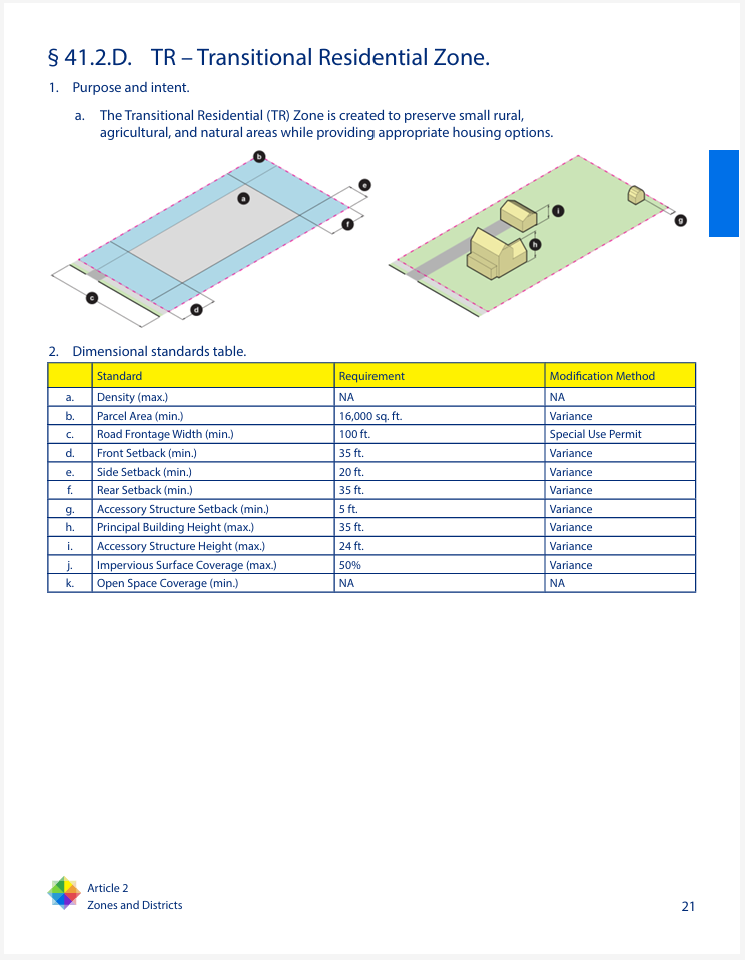 § 41.2.D. TR – Transitional Residential Zone.
1. Purpose and intent.
a. The Transitional Residential (TR) Zone is created to preserve small rural,
agricultural, and natural areas while providing appropriate housing options.
b
a
e
f
c
d
i
h
g
2. Dimensional standards table.
Standard Requirement Modification Method
a. Density (max.) NA NA
b. Parcel Area (min.) 16,000 sq. ft. Variance
c. Road Frontage Width (min.) 100 ft. Special Use Permit
d. Front Setback (min.) 35 ft. Variance
e. Side Setback (min.) 20 ft. Variance
f. Rear Setback (min.) 35 ft. Variance
g. Accessory Structure Setback (min.) 5 ft. Variance
h. Principal Building Height (max.) 35 ft. Variance
i. Accessory Structure Height (max.) 24 ft. Variance
j. Impervious Surface Coverage (max.) 50% Variance
k. Open Space Coverage (min.) NA NA
Article 2
Zones and Districts
21